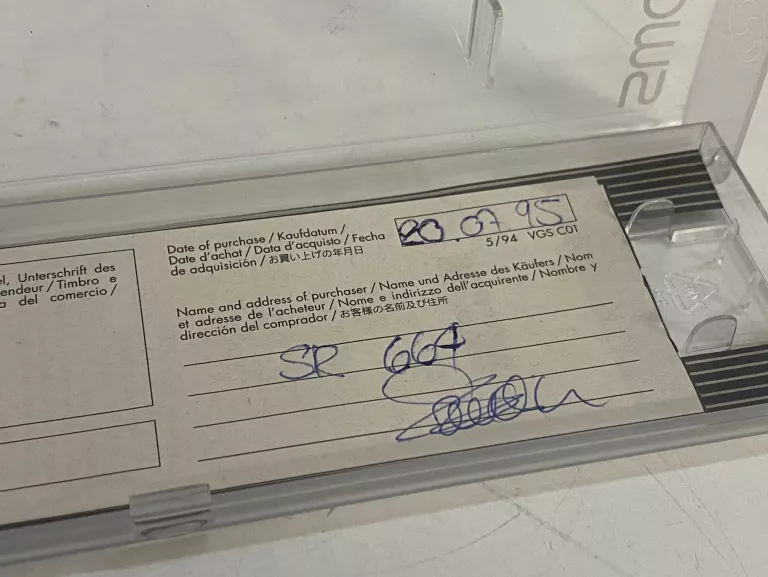 Date of purchase / Kaufdatum /
Date d'achat / Data d'acquisto / Fecha
de adquisición / お買い上げの年月日
20.07.95
5/94 VGS C01
el, Unterschrift des
endeur / Timbro e
a del comercio /
Name and address of purchaser / Name und Adresse des Käufers / Nom
et adresse de l'acheteur / Nome e indirizzo dell'acquirente / Nombre y
dirección del comprador / お客様の名前及び住所
SR 664